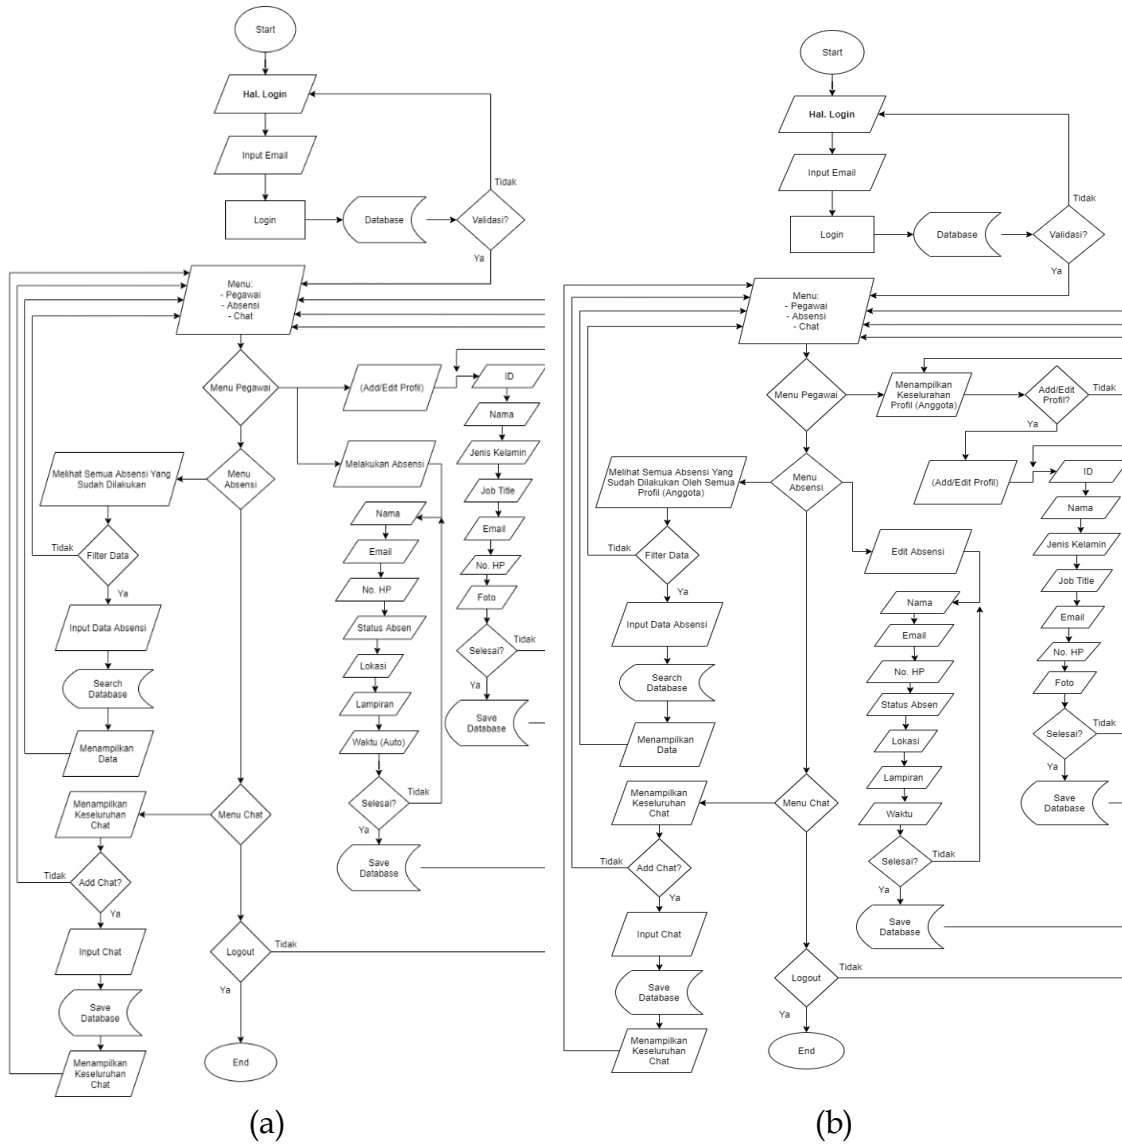 Start
Hal. Login
Input Email
Login
Database
Validasi?
Tidak
Ya
Menu:
- Pegawai
- Absensi
- Chat
Menu Pegawai
(Add/Edit Profil)
ID
Nama
Jenis Kelamin
Job Title
Email
No. HP
Foto
Selesai?
Tidak
Ya
Save
Database
Melakukan Absensi
Nama
Email
No. HP
Status Absen
Lokasi
Lampiran
Waktu (Auto)
Selesai?
Tidak
Ya
Save
Database
Menu
Absensi
Melihat Semua Absensi Yang
Sudah Dilakukan
Filter Data
Tidak
Ya
Input Data Absensi
Search
Database
Menampilkan
Data
Menu Chat
Menampilkan
Keseluruhan
Chat
Add Chat?
Tidak
Ya
Input Chat
Save
Database
Menampilkan
Keseluruhan
Chat
Logout
Tidak
Ya
End
(a)
Start
Hal. Login
Input Email
Login
Database
Validasi?
Tidak
Ya
Menu:
- Pegawai
- Absensi
- Chat
Menu Pegawai
Menampilkan
Keselurahan
Profil (Anggota)
Add/Edit
Profil?
Tidak
Ya
(Add/Edit Profil)
ID
Nama
Jenis Kelamin
Job Title
Email
No. HP
Foto
Selesai?
Tidak
Ya
Save
Database
Menu
Absensi
Melihat Semua Absensi Yang
Sudah Dilakukan Oleh Semua
Profil (Anggota)
Filter Data
Tidak
Ya
Input Data Absensi
Search
Database
Menampilkan
Data
Edit Absensi
Nama
Email
No. HP
Status Absen
Lokasi
Lampiran
Waktu
Selesai?
Tidak
Ya
Save
Database
Menu Chat
Menampilkan
Keseluruhan
Chat
Add Chat?
Tidak
Ya
Input Chat
Save
Database
Menampilkan
Keseluruhan
Chat
Logout
Tidak
Ya
End
(b)